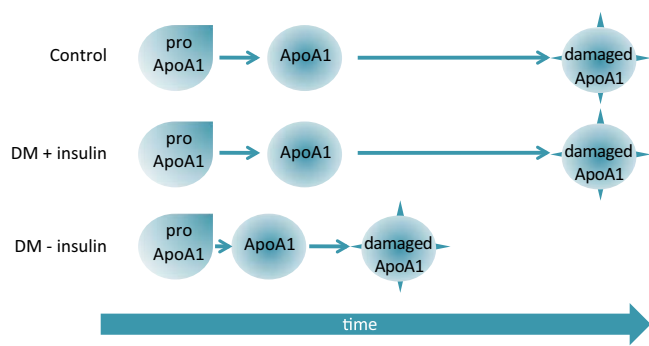 Control
pro
ApoA1
ApoA1
damaged
ApoA1
DM + insulin
pro
ApoA1
ApoA1
damaged
ApoA1
DM - insulin
pro
ApoA1
ApoA1
damaged
ApoA1
time